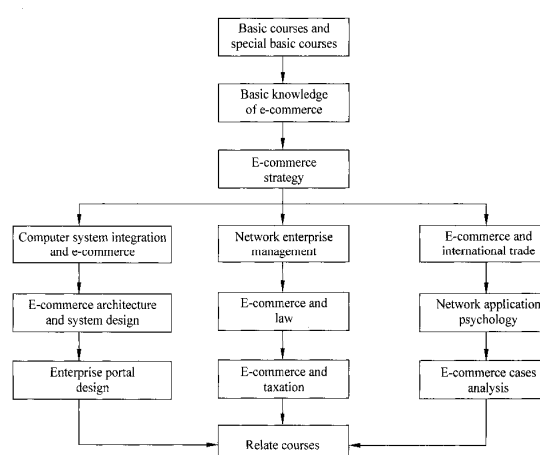 Basic courses and
special basic courses
Basic knowledge
of e-commerce
E-commerce
strategy
Computer system integration
and e-commerce
Network enterprise
management
E-commerce and
international trade
E-commerce architecture
and system design
E-commerce and
law
Network application
psychology
Enterprise portal
design
E-commerce and
taxation
E-commerce cases
analysis
Relate courses